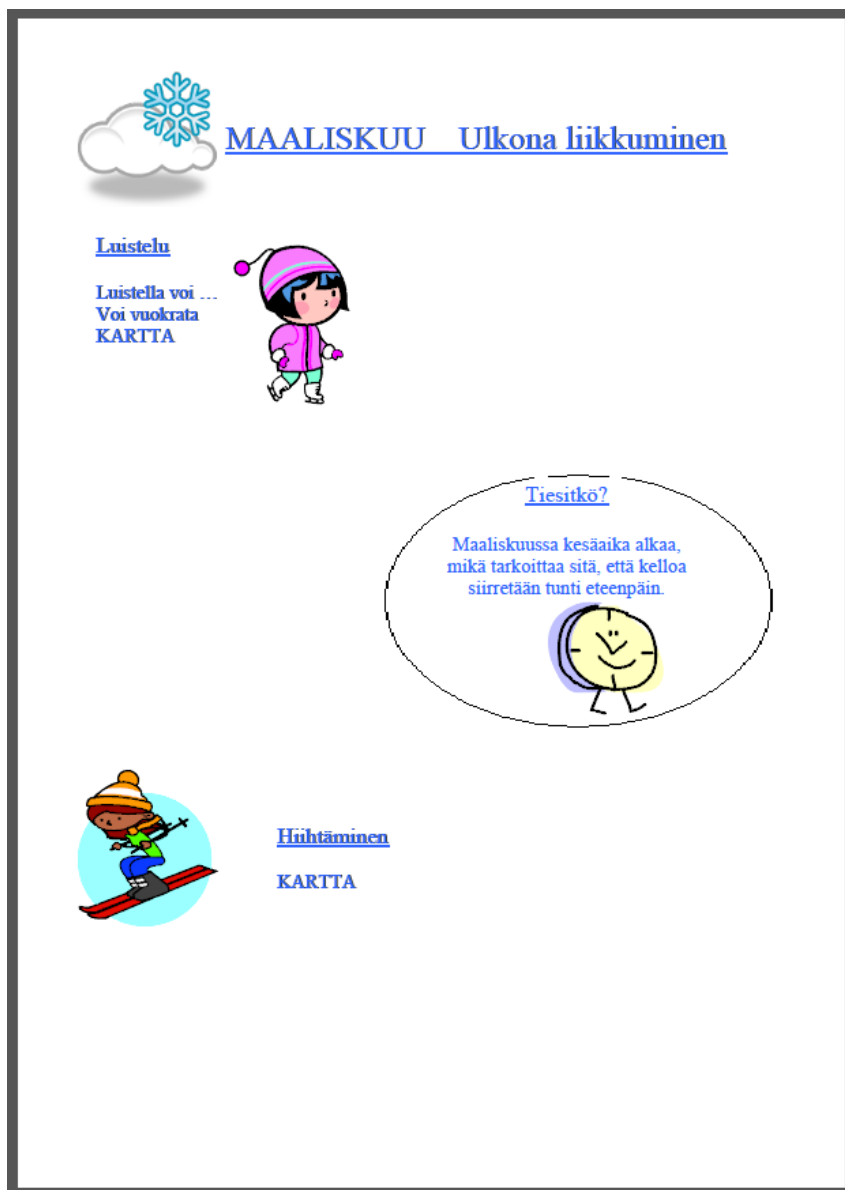 MAALISKUU Ulkona liikkuminen
Luistelu
Luistella voi ...
Voi vuokrata
KARTTA
Tiesitkö?
Maaliskuussa kesäaika alkaa,
mikä tarkoittaa sitä, että kelloa
siirretään tunti eteenpäin.
Hiihtäminen
KARTTA